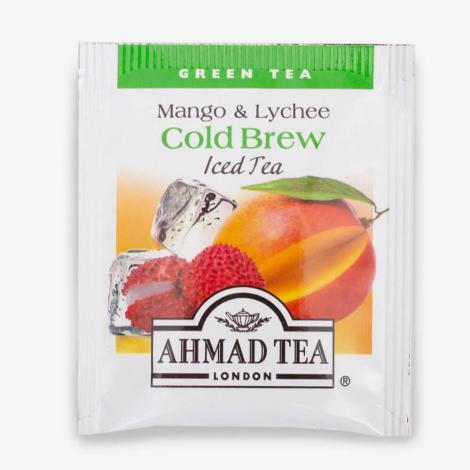 GREEN TEA
Mango & Lychee
Cold Brew
Iced Tea
AHMAD TEA
LONDON
®